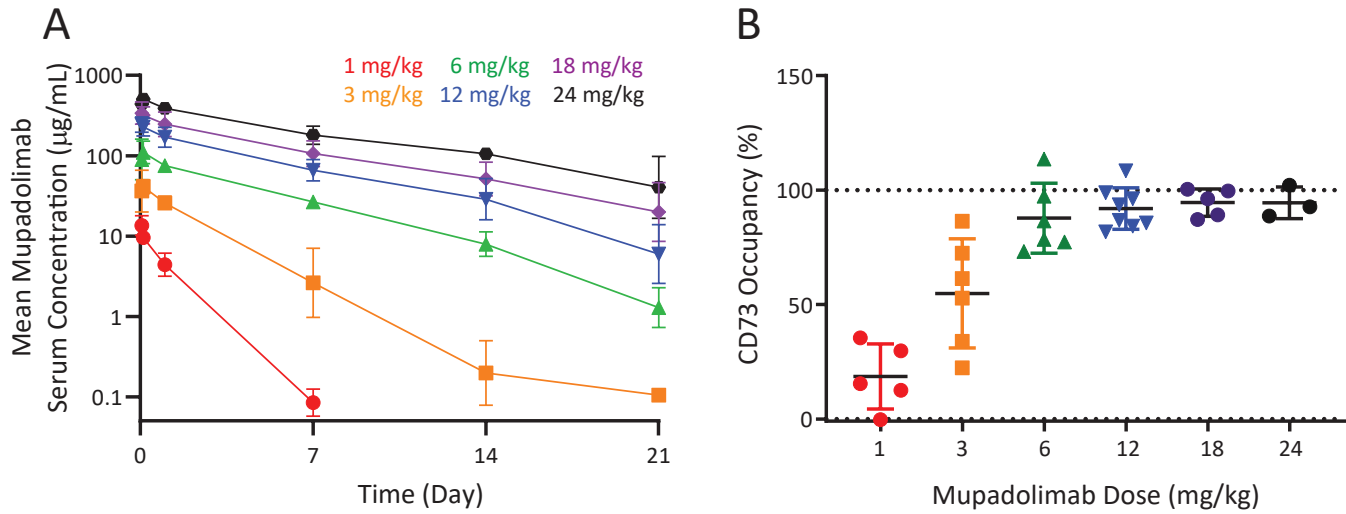 A
Mean Mupadolimab
Serum Concentration (µg/mL)
1 mg/kg 6 mg/kg 18 mg/kg
3 mg/kg 12 mg/kg 24 mg/kg
1000
100
10
1
0.1
0 7 14 21
Time (Day)
B
CD73 Occupancy (%)
150
100
50
0
1 3 6 12 18 24
Mupadolimab Dose (mg/kg)